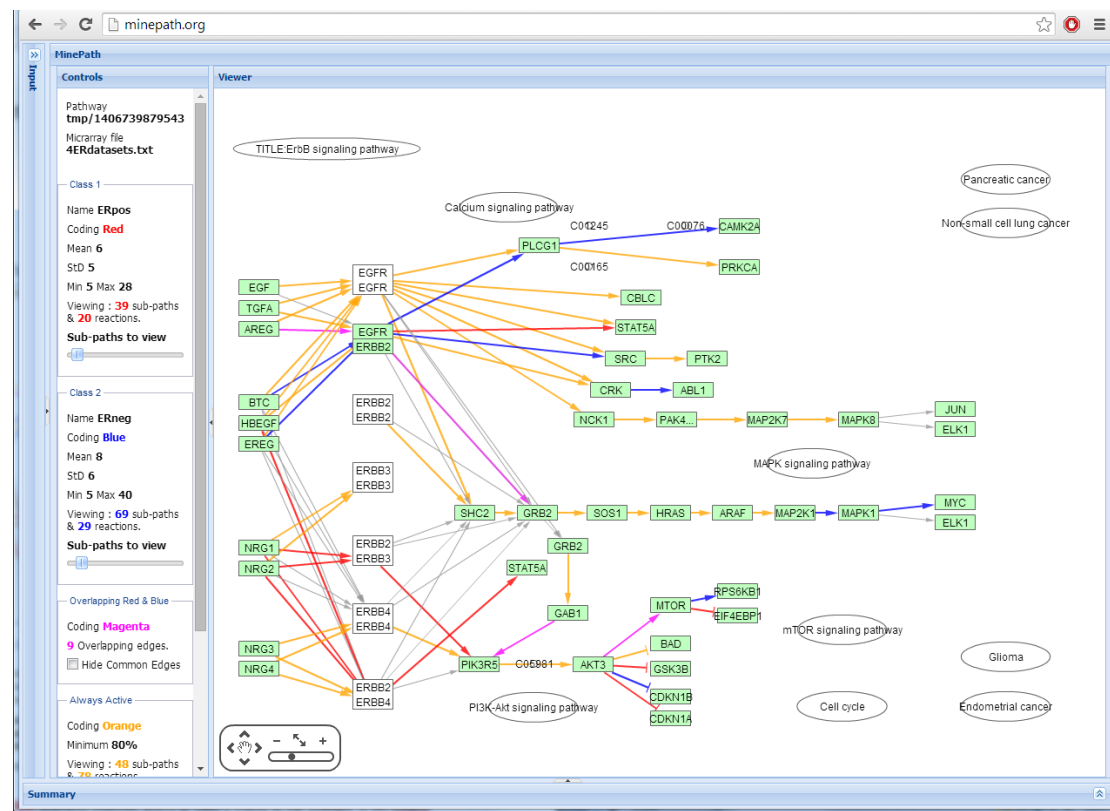 minepath.org
MinePath
Input
Controls
Viewer
Pathway
tmp/1406739879543
Micrarray file
4ERdatasets.txt
Class 1
Name ERpos
Coding Red
Mean 6
StD 5
Min 5 Max 28
Viewing : 39 sub-paths
& 20 reactions.
Sub-paths to view
Class 2
Name ERneg
Coding Blue
Mean 8
StD 6
Min 5 Max 40
Viewing : 69 sub-paths
& 29 reactions.
Sub-paths to view
Overlapping Red & Blue
Coding Magenta
9 Overlapping edges.
Hide Common Edges
Always Active
Coding Orange
Minimum 80%
Viewing : 48 sub-paths
& 78 reactions
TITLE:ErbB signaling pathway
Pancreatic cancer
Calcium signaling pathway
Non-small cell lung cancer
C00076
CAMK2A
PLCG1
C00165
PRKCA
EGFR
EGFR
EGF
CBLC
TGFA
AREG
STAT5A
EGFR
ERBB2
SRC
PTK2
CRK
ABL1
BTC
ERBB2
ERBB2
HBEGF
EREG
NCK1
PAK4...
MAP2K7
MAPK8
JUN
ELK1
MAPK signaling pathway
ERBB3
ERBB3
SHC2
GRB2
SOS1
HRAS
ARAF
MAP2K1
MAPK1
MYC
ELK1
NRG1
NRG2
ERBB2
ERBB3
GRB2
STAT5A
RPS6KB1
MTOR
EIF4EBP1
ERBB4
ERBB4
GAB1
mTOR signaling pathway
NRG3
NRG4
BAD
PIK3R5
AKT3
GSK3B
Glioma
ERBB2
ERBB4
CDKN1B
CDKN1A
PI3K-Akt signaling pathway
Cell cycle
Endometrial cancer
Summary